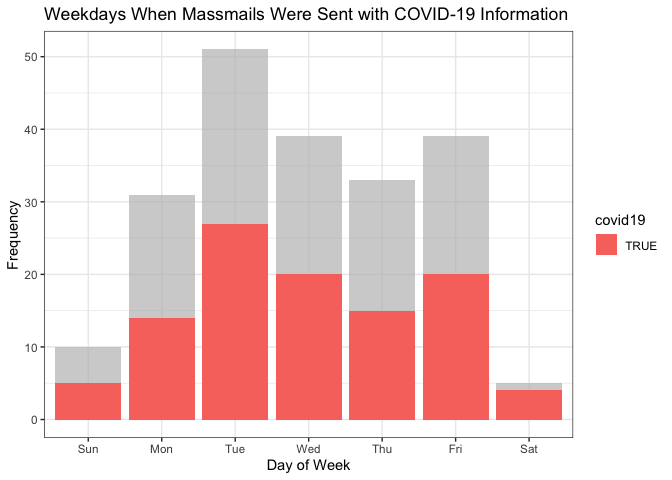 Weekdays When Massmails Were Sent with COVID-19 Information
50
40
30
20
10
0
Frequency
Sun Mon Tue Wed Thu Fri Sat
Day of Week
covid19
TRUE